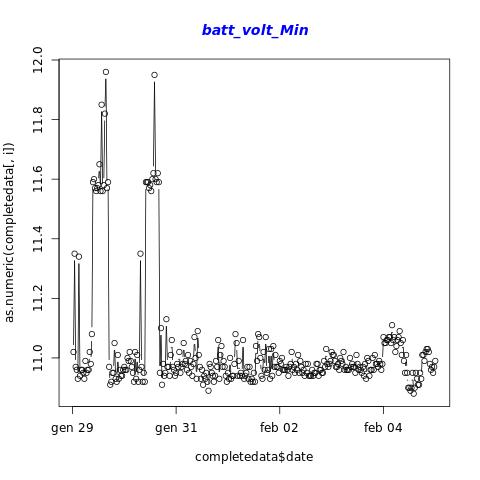 batt_volt_Min
as.numeric(completedata[, i])
12.0
11.8
11.6
11.4
11.2
11.0
gen 29
gen 31
feb 02
feb 04
completedata$date